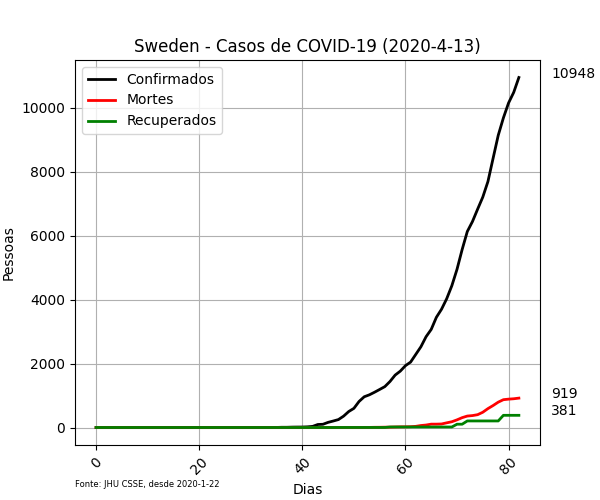 Sweden - Casos de COVID-19 (2020-4-13)
Confirmados
Mortes
Recuperados
10948
919
381
10000
8000
6000
4000
2000
0
Pessoas
0
20
40
60
80
Dias
Fonte: JHU CSSE, desde 2020-1-22